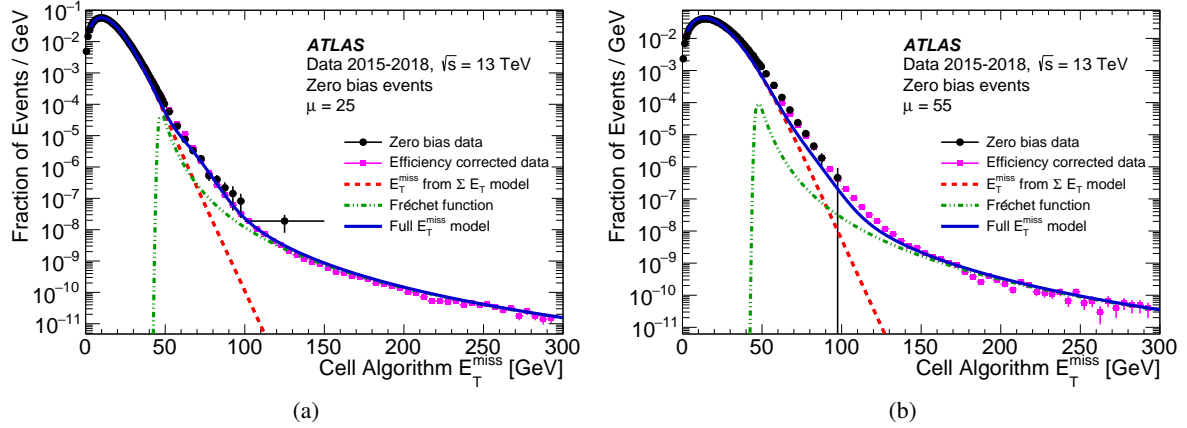 Fraction of Events / GeV
10⁻¹
10⁻²
10⁻³
10⁻⁴
10⁻⁵
10⁻⁶
10⁻⁷
10⁻⁸
10⁻⁹
10⁻¹⁰
10⁻¹¹
ATLAS
Data 2015-2018, √s = 13 TeV
Zero bias events
μ = 25
Zero bias data
Efficiency corrected data
E_T^miss from Σ E_T model
Fréchet function
Full E_T^miss model
0 50 100 150 200 250 300
Cell Algorithm E_T^miss [GeV]
(a)
Fraction of Events / GeV
10⁻²
10⁻³
10⁻⁴
10⁻⁵
10⁻⁶
10⁻⁷
10⁻⁸
10⁻⁹
10⁻¹⁰
10⁻¹¹
ATLAS
Data 2015-2018, √s = 13 TeV
Zero bias events
μ = 55
Zero bias data
Efficiency corrected data
E_T^miss from Σ E_T model
Fréchet function
Full E_T^miss model
0 50 100 150 200 250 300
Cell Algorithm E_T^miss [GeV]
(b)